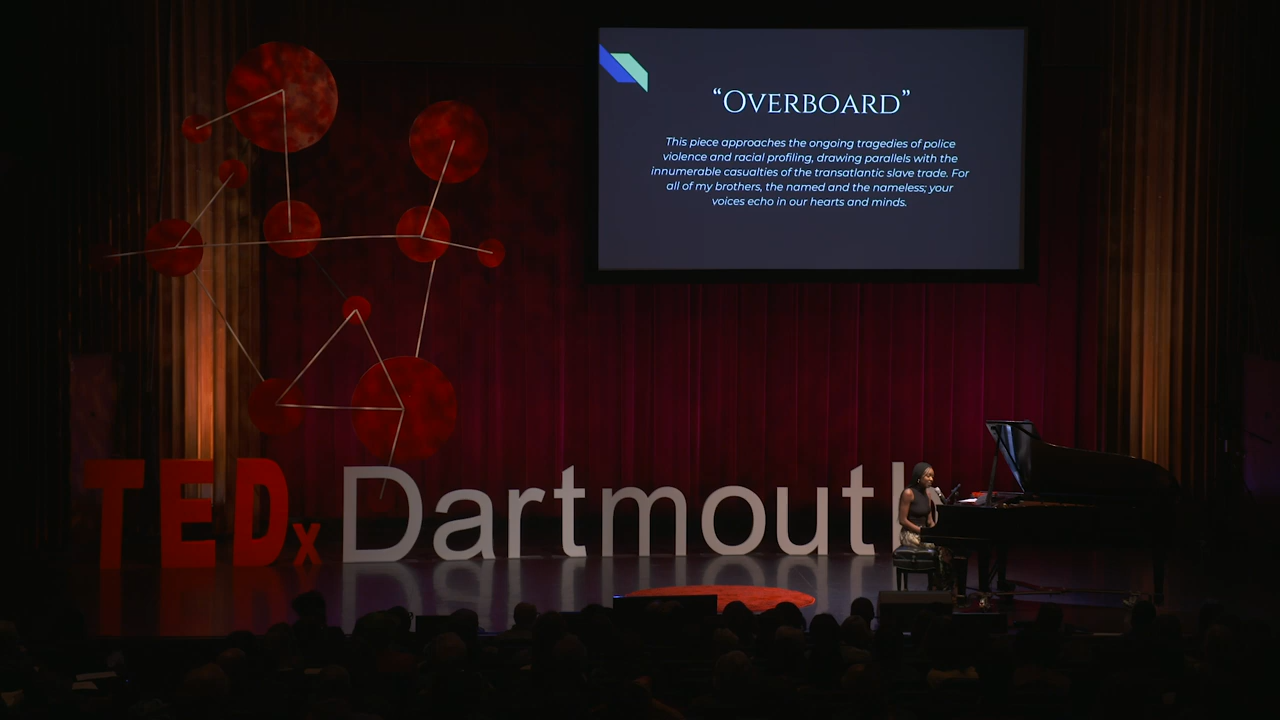 “OVERBOARD”
This piece approaches the ongoing tragedies of police
violence and racial profiling, drawing parallels with the
innumerable casualties of the transatlantic slave trade. For
all of my brothers, the named and the nameless; your
voices echo in our hearts and minds.
TEDx Dartmouth